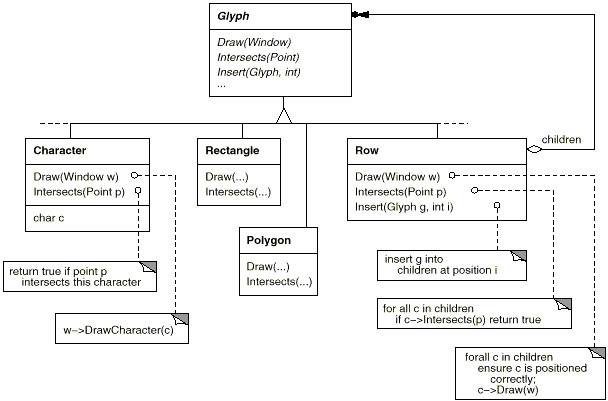 Glyph
Draw(Window)
Intersects(Point)
Insert(Glyph, int)
...
children
Character
Draw(Window w)
Intersects(Point p)
char c
Rectangle
Draw(...)
Intersects(...)
Row
Draw(Window w)
Intersects(Point p)
Insert(Glyph g, int i)
Polygon
Draw(...)
Intersects(...)
return true if point p
intersects this character
w->DrawCharacter(c)
insert g into
children at position i
for all c in children
if c->Intersects(p) return true
forall c in children
ensure c is positioned
correctly;
c->Draw(w)